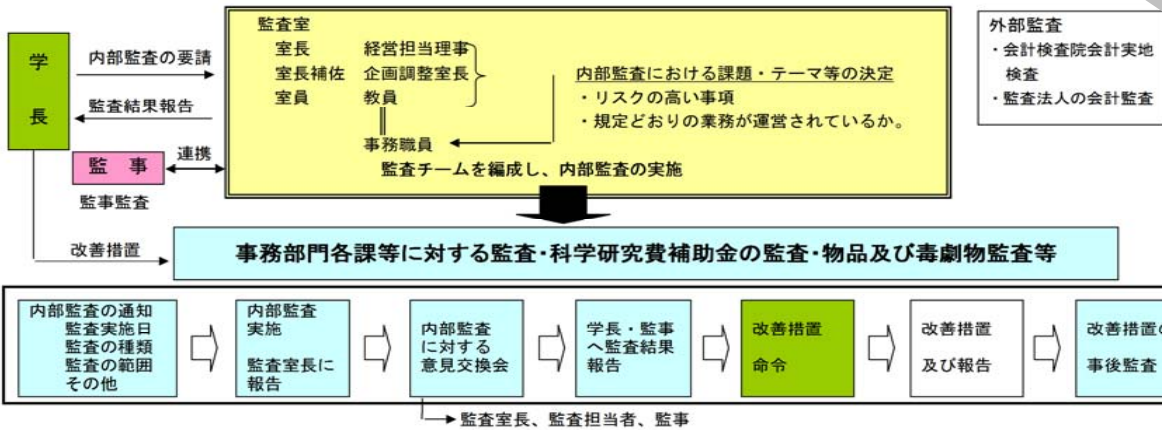 学
長
内部監査の要請
監査結果報告
監　事
連携
監事監査
改善措置
監査室
室長　経営担当理事
室長補佐　企画調整室長
室員　教員
事務職員
内部監査における課題・テーマ等の決定
・リスクの高い事項
・規定どおりの業務が運営されているか。
監査チームを編成し、内部監査の実施
外部監査
・会計検査院会計実地
検査
・監査法人の会計監査
事務部門各課等に対する監査・科学研究費補助金の監査・物品及び毒劇物監査等
内部監査の通知
監査実施日
監査の種類
監査の範囲
その他
内部監査
実施
監査室長に
報告
内部監査
に対する
意見交換会
学長・監事
へ監査結果
報告
改善措置
命令
改善措置
及び報告
改善措置の
事後監査
監査室長、監査担当者、監事